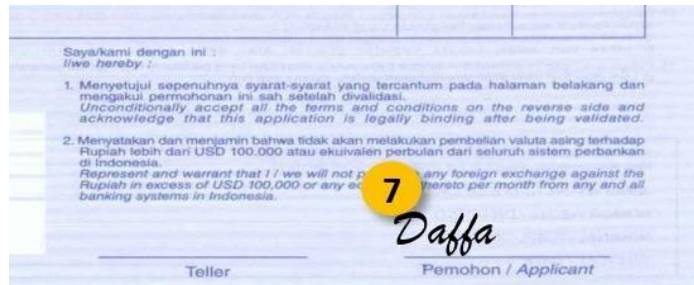 Saya/kami dengan ini :
I/we hereby :
1. Menyetujui sepenuhnya syarat-syarat yang tercantum pada halaman belakang dan
mengakui permohonan ini sah setelah divalidasi.
Unconditionally accept all the terms and conditions on the reverse side and
acknowledge that this application is legally binding after being validated.
2. Menyatakan dan menjamin bahwa tidak akan melakukan pembelian valuta asing terhadap
Rupiah lebih dari USD 100.000 atau ekuivalen perbulan dari seluruh sistem perbankan
di Indonesia.
Represent and warrant that I / we will not any foreign exchange against the
Rupiah in excess of USD 100,000 or any thereto per month from any and all
banking systems in Indonesia.
7
Daffa
Teller Pemohon / Applicant